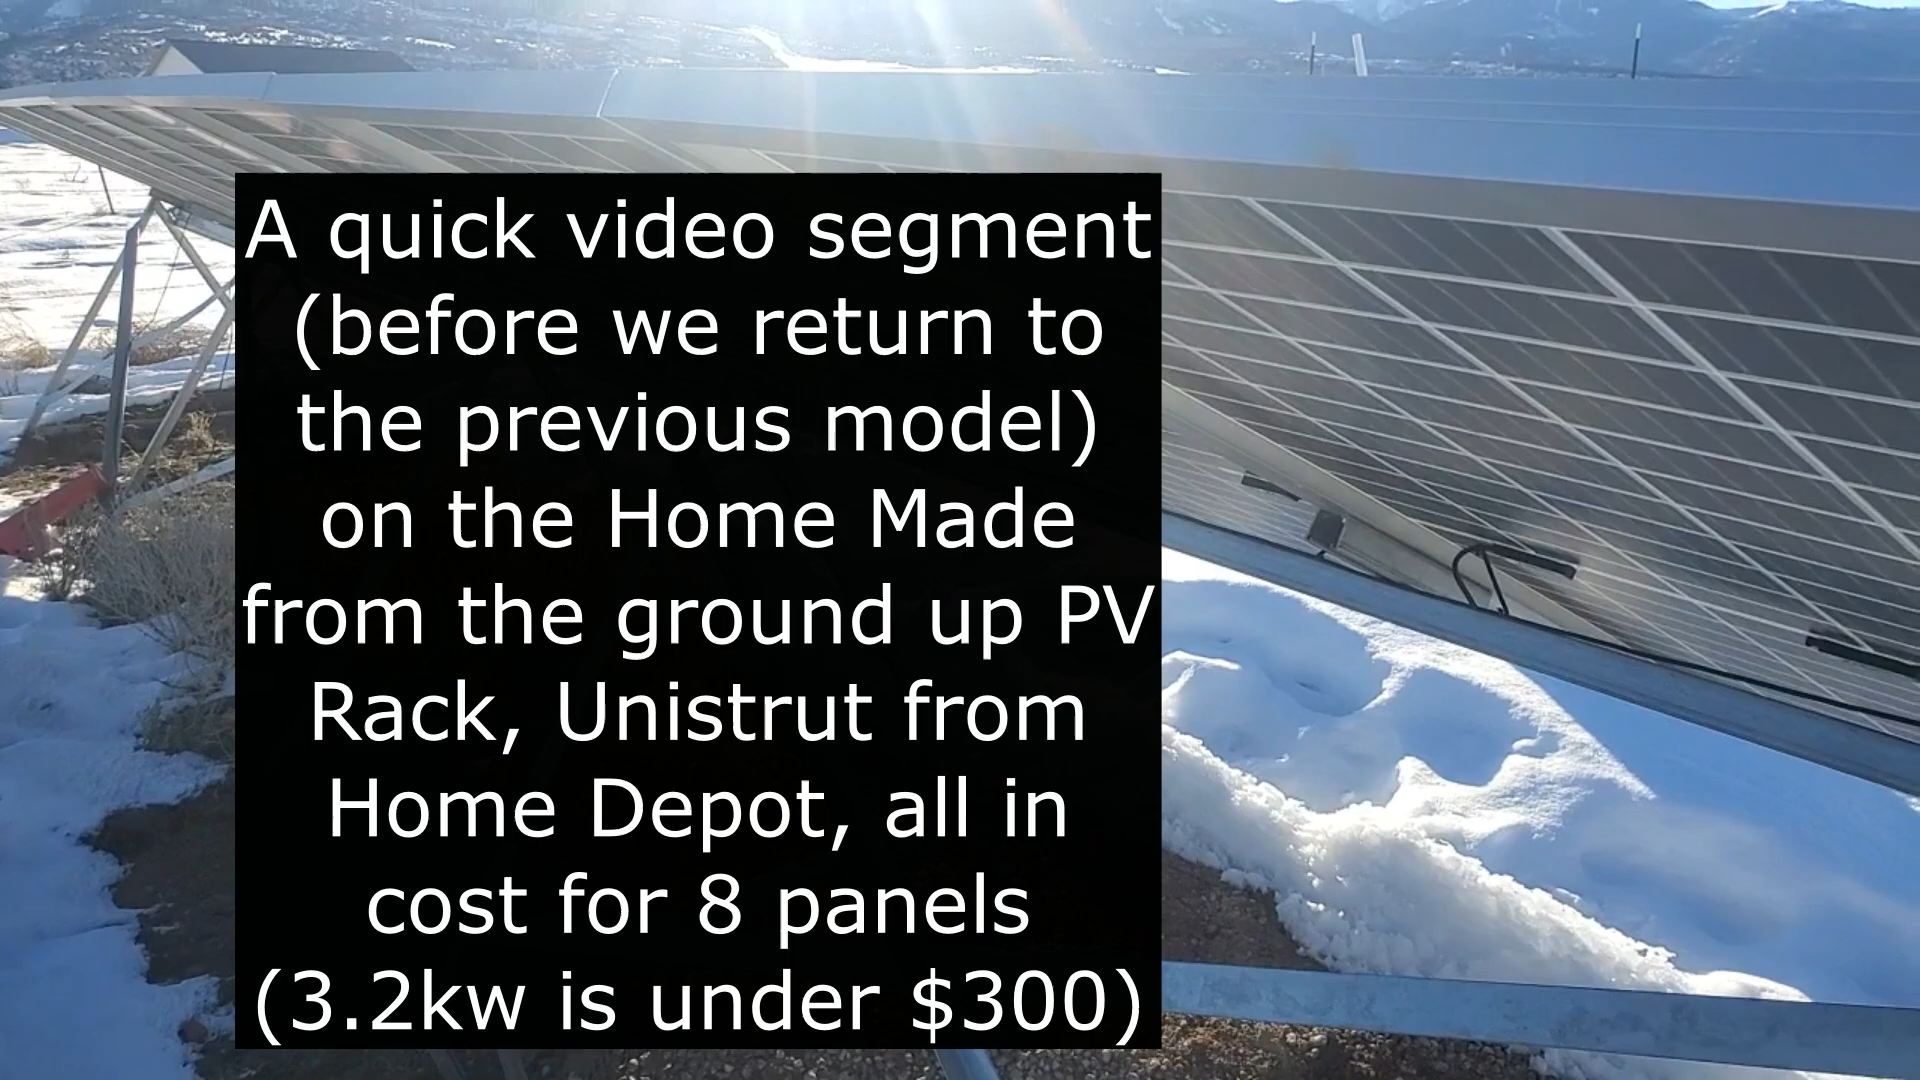 A quick video segment
(before we return to
the previous model)
on the Home Made
from the ground up PV
Rack, Unistrut from
Home Depot, all in
cost for 8 panels
(3.2kw is under $300)